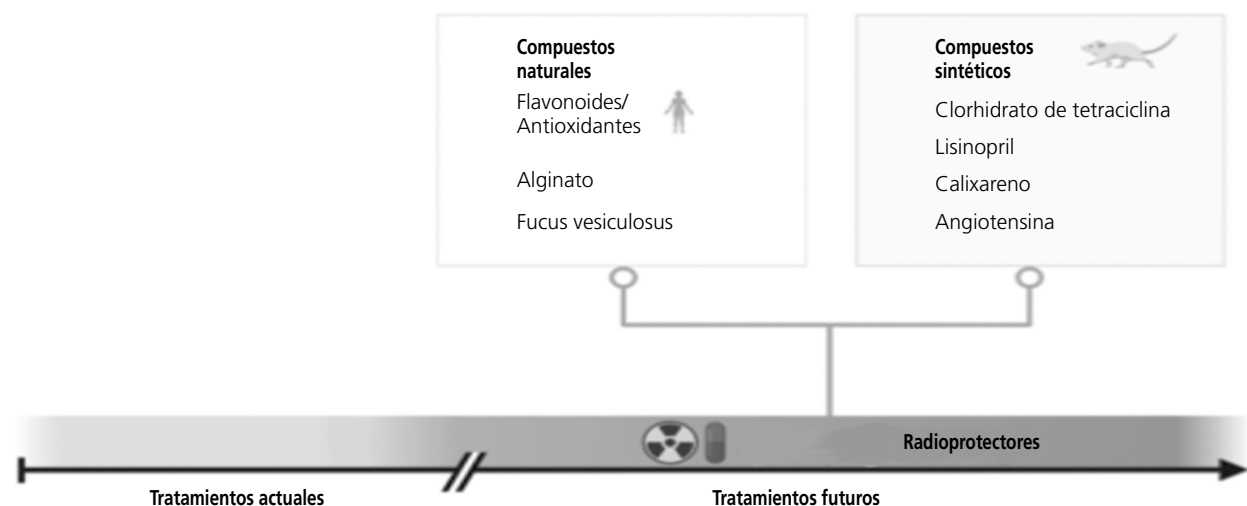 Compuestos
naturales
Flavonoides/
Antioxidantes
Alginato
Fucus vesiculosus
Compuestos
sintéticos
Clorhidrato de tetraciclina
Lisinopril
Calixareno
Angiotensina
Radioprotectores
Tratamientos actuales
Tratamientos futuros